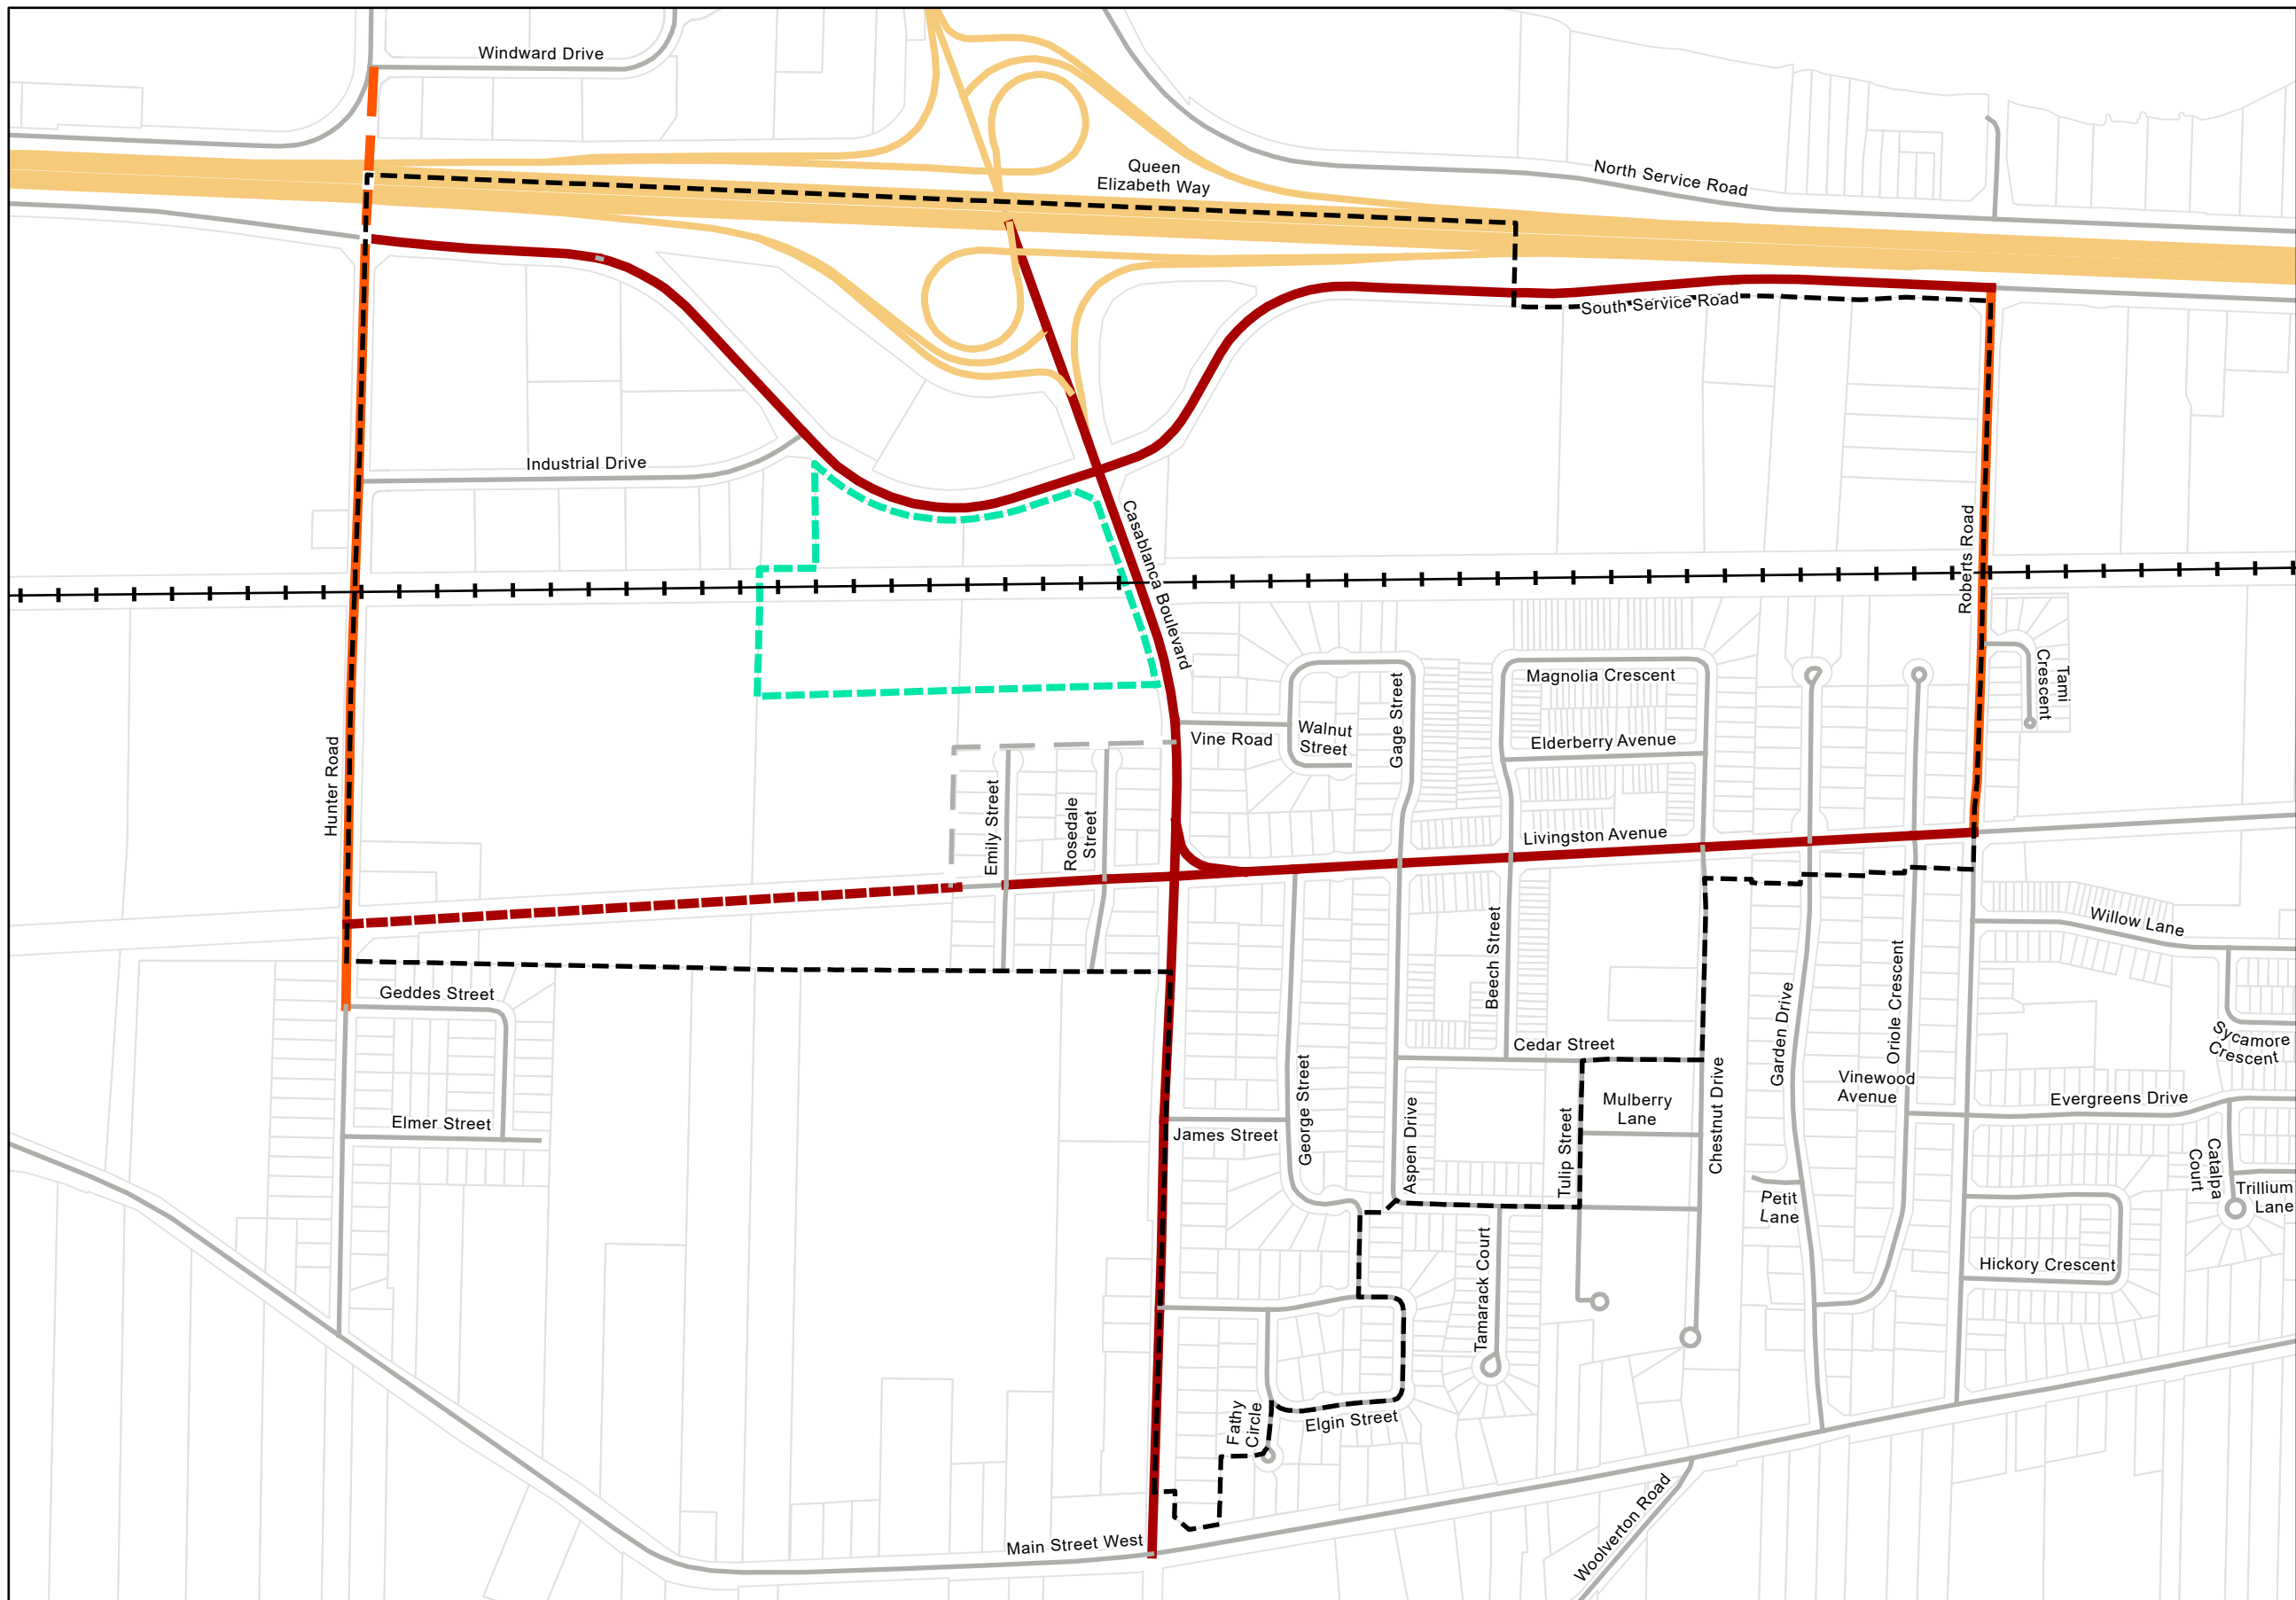 Windward Drive
Queen
Elizabeth Way
North Service Road
South Service Road
Industrial Drive
Casablanca Boulevard
Roberts Road
Hunter Road
Tami
Crescent
Magnolia Crescent
Gage Street
Walnut
Street
Vine Road
Elderberry Avenue
Emily Street
Rosedale
Street
Livingston Avenue
Willow Lane
Beech Street
Geddes Street
Garden Drive
Oriole Crescent
Sycamore
Crescent
Cedar Street
George Street
Chestnut Drive
Vinewood
Avenue
Evergreens Drive
Mulberry
Lane
Elmer Street
James Street
Aspen Drive
Tulip Street
Catalpa
Court
Trillium
Lane
Petit
Lane
Tamarack Court
Hickory Crescent
Fathy
Circle
Elgin Street
Main Street West
Woolverton Road